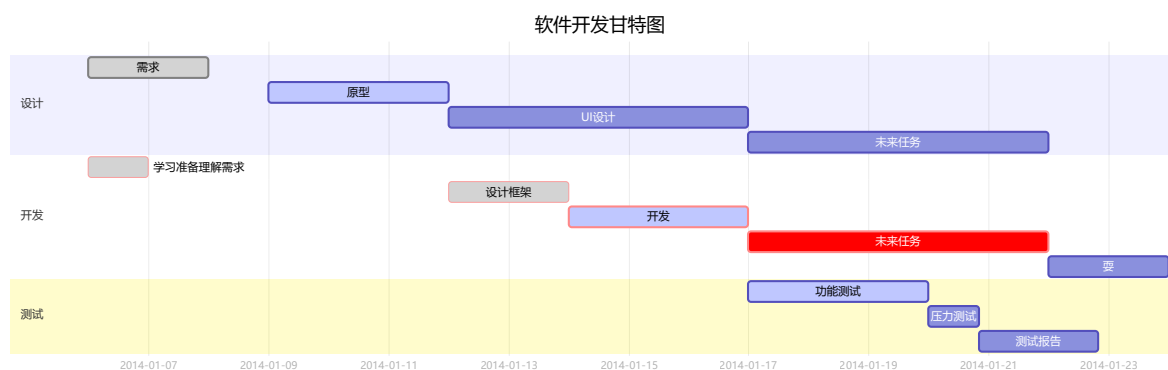 软件开发甘特图
设计
需求
原型
UI设计
未来任务
开发
学习准备理解需求
设计框架
开发
未来任务
耍
测试
功能测试
压力测试
测试报告
2014-01-07 2014-01-09 2014-01-11 2014-01-13 2014-01-15 2014-01-17 2014-01-19 2014-01-21 2014-01-23